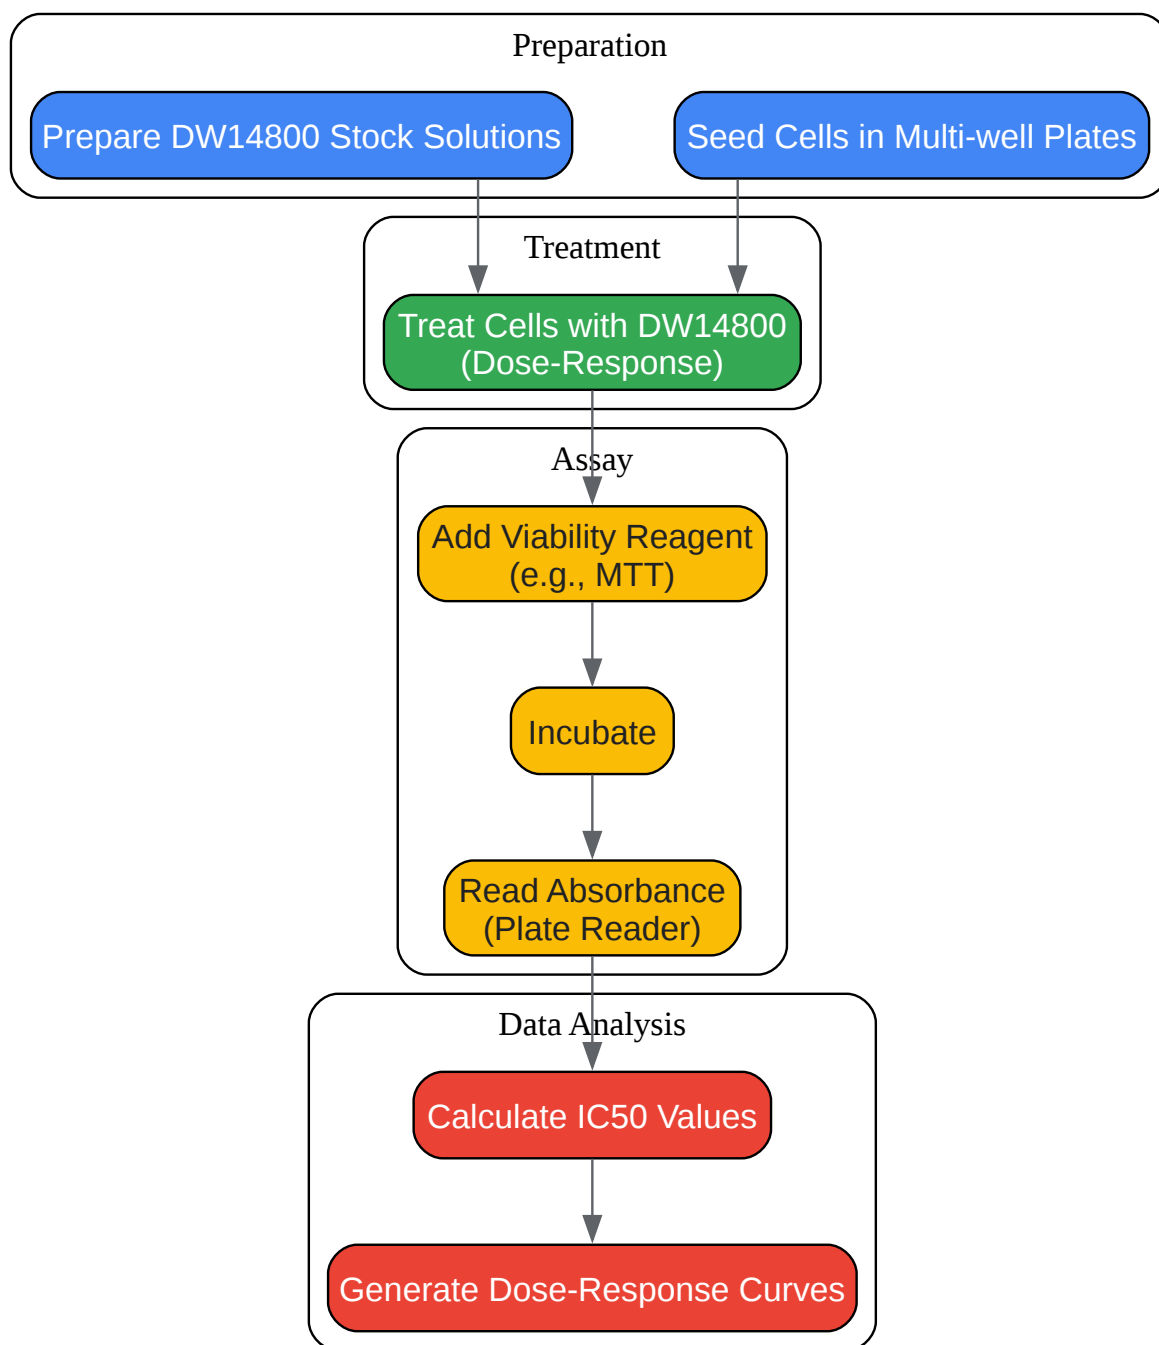 Preparation
Prepare DW14800 Stock Solutions
Seed Cells in Multi-well Plates
Treatment
Treat Cells with DW14800
(Dose-Response)
Assay
Add Viability Reagent
(e.g., MTT)
Incubate
Read Absorbance
(Plate Reader)
Data Analysis
Calculate IC50 Values
Generate Dose-Response Curves